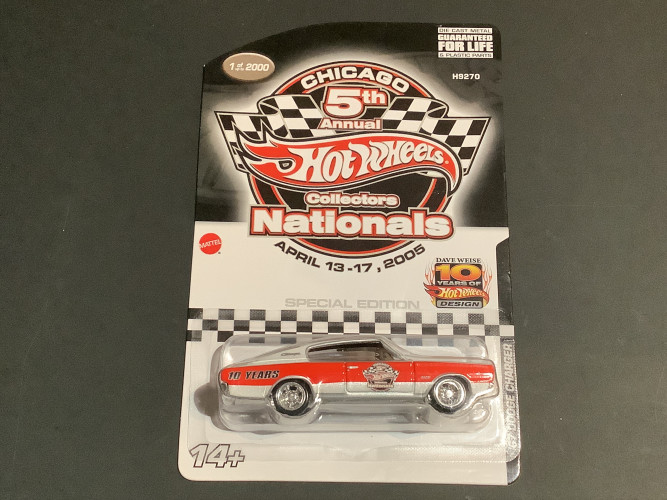 DIE CAST METAL
GUARANTEED
FOR LIFE
& PLASTIC PARTS
H9270
1 of 2000
CHICAGO
5th
Annual
Hot Wheels
Collectors
Nationals
APRIL 13-17, 2005
MATTEL
DAVE WEISE
10
YEARS OF
Hot Wheels
DESIGN
SPECIAL EDITION
10 YEARS
Nationals
DODGE CHARGER
14+